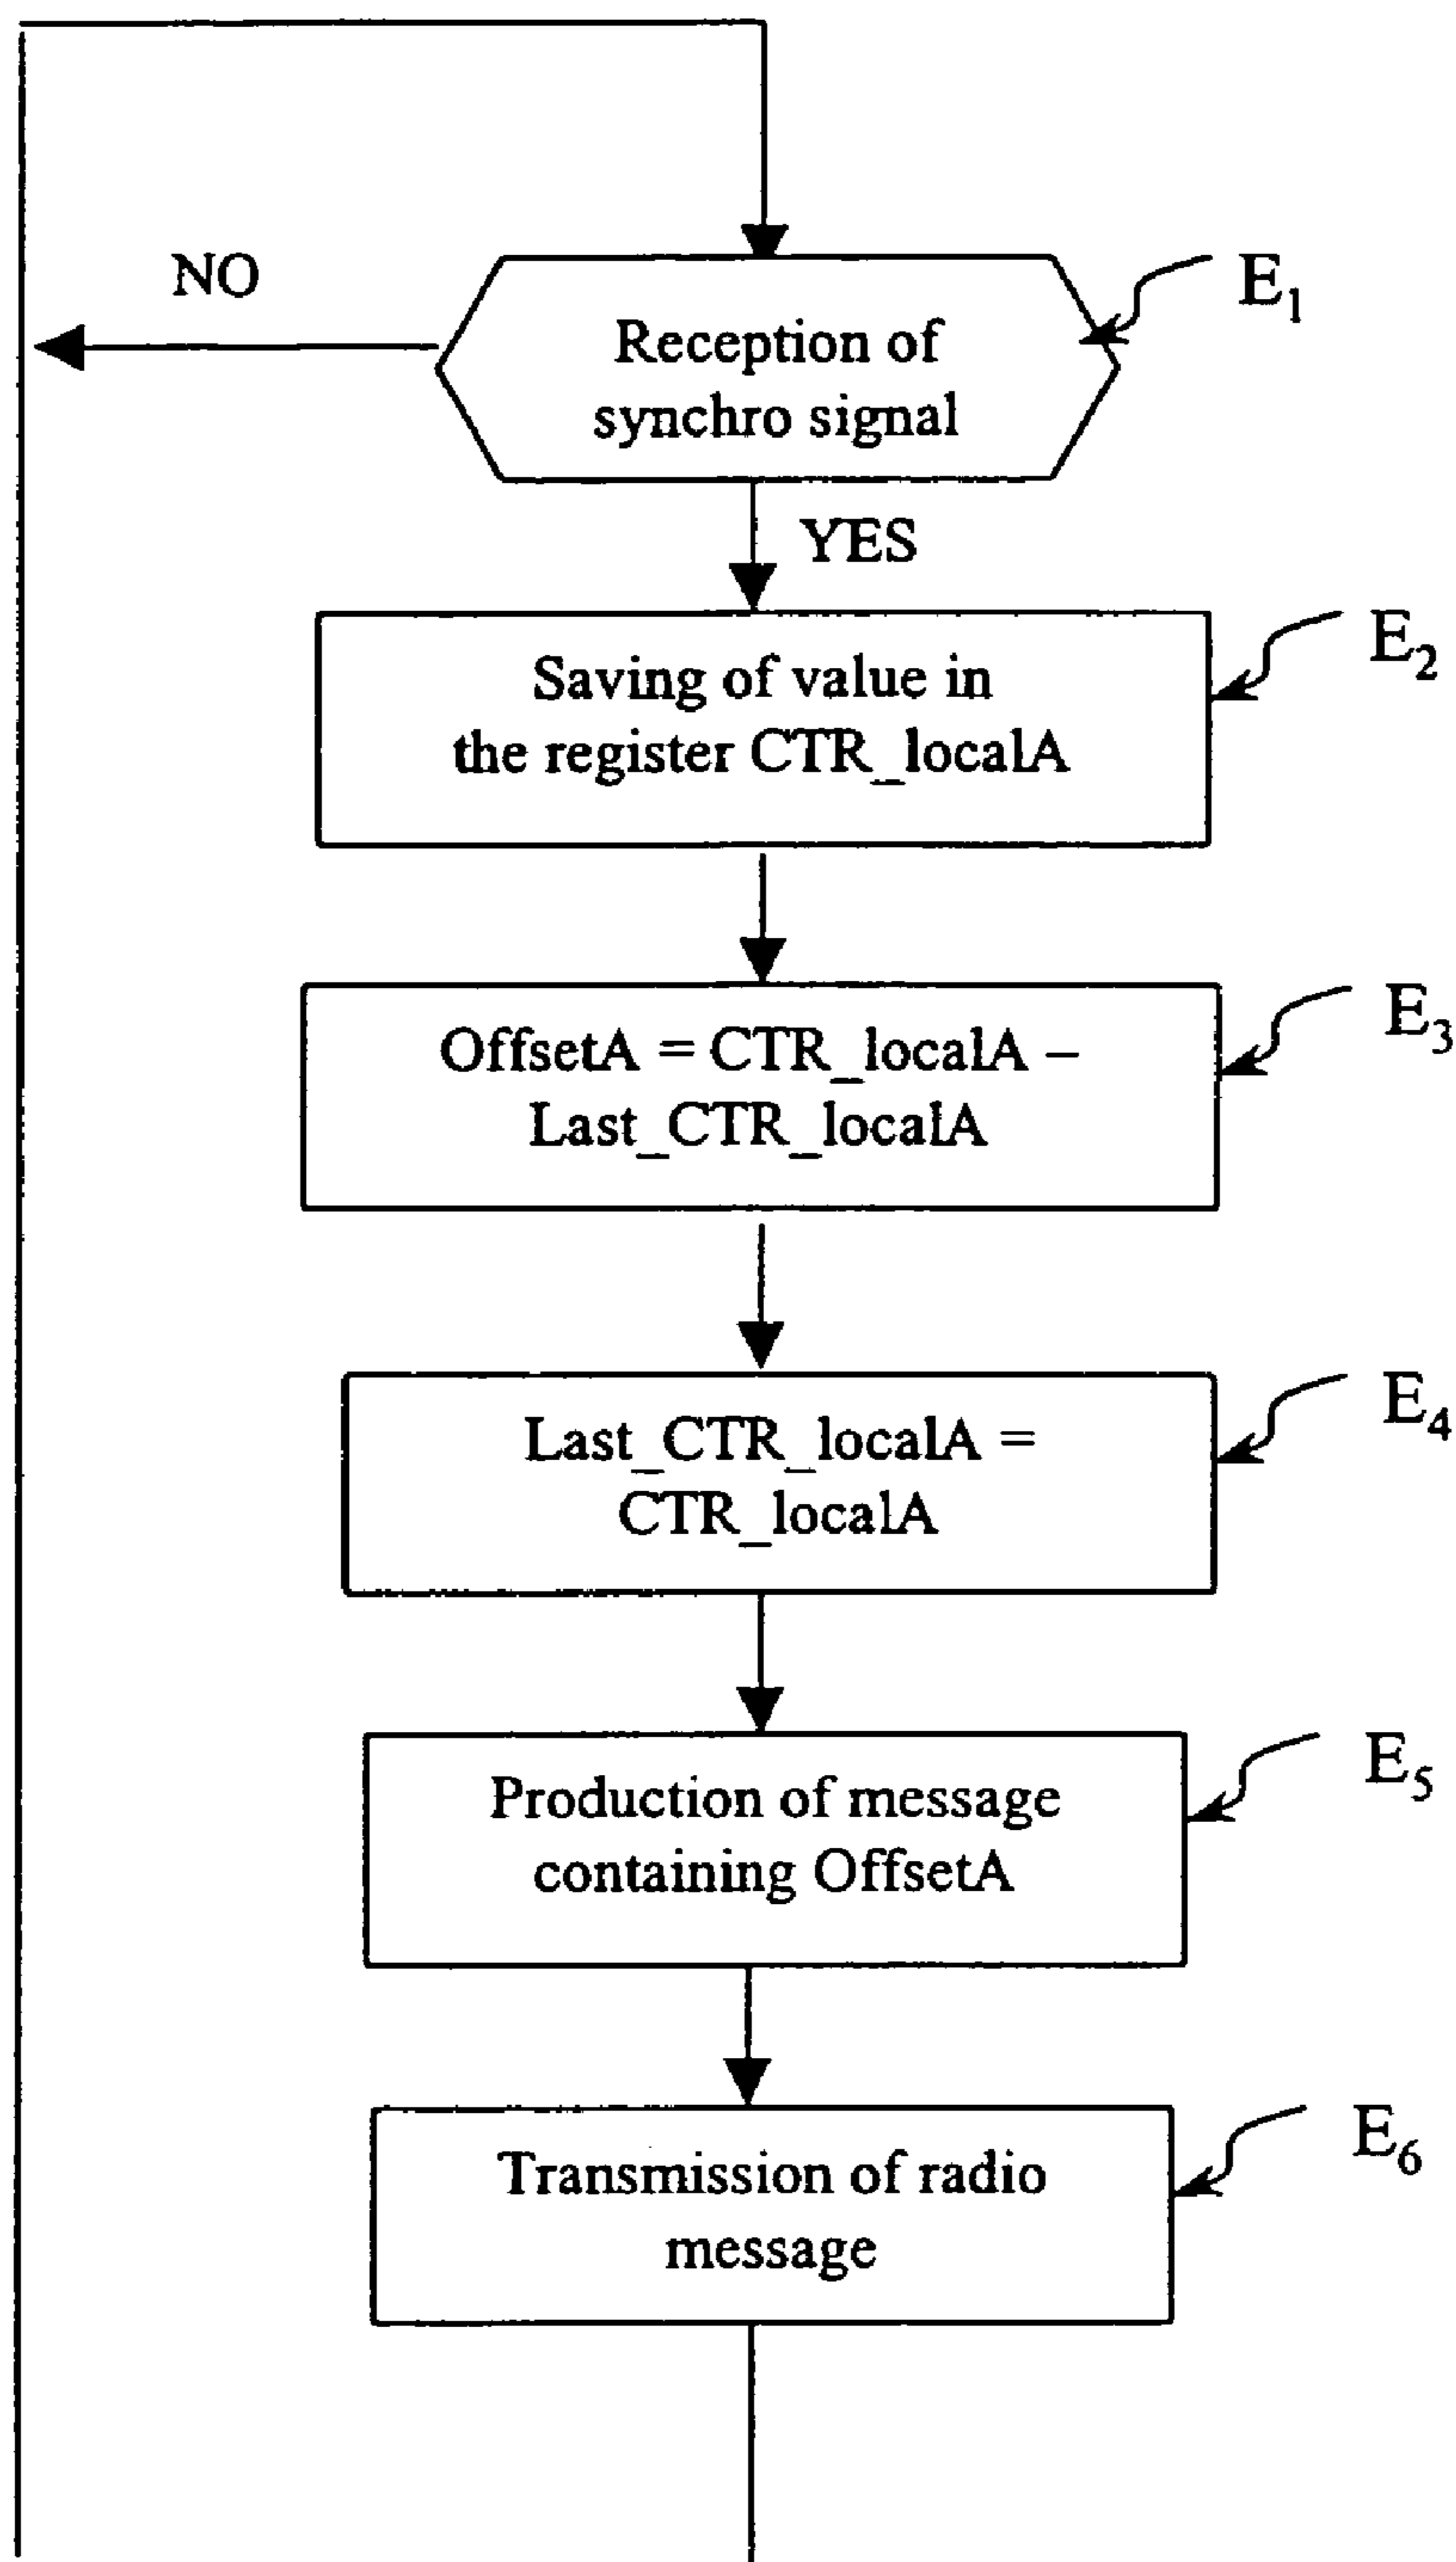 NO
Reception of
synchro signal
E₁
YES
Saving of value in
the register CTR_localA
E₂
OffsetA = CTR_localA –
Last_CTR_localA
E₃
Last_CTR_localA =
CTR_localA
E₄
Production of message
containing OffsetA
E₅
Transmission of radio
message
E₆